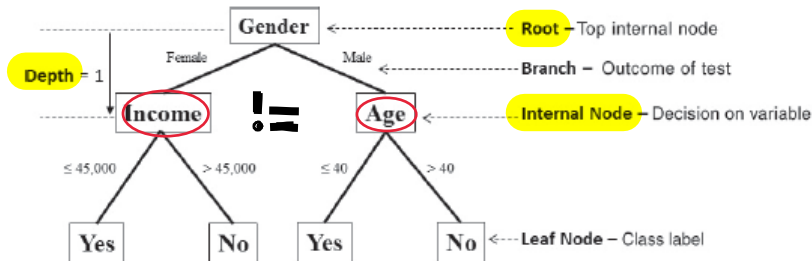 Gender
Root – Top internal node
Female
Male
Depth = 1
Branch – Outcome of test
Income
!=
Age
Internal Node – Decision on variable
≤ 45,000
> 45,000
≤ 40
> 40
Yes
No
Yes
No
Leaf Node – Class label